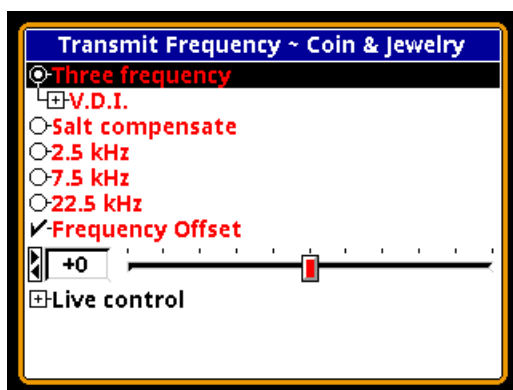 Transmit Frequency ~ Coin & Jewelry
Three frequency
V.D.I.
Salt compensate
2.5 kHz
7.5 kHz
22.5 kHz
Frequency Offset
+0
Live control